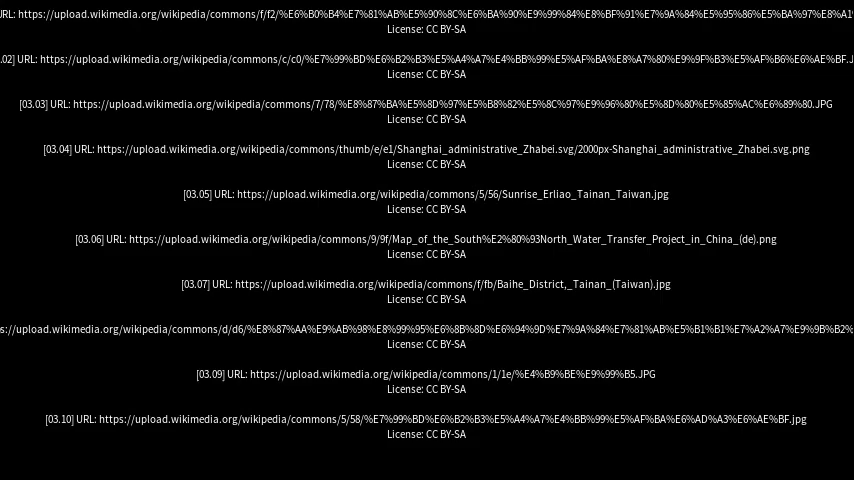 URL: https://upload.wikimedia.org/wikipedia/commons/f/f2/%E6%B0%B4%E7%81%AB%E5%90%8C%E6%BA%90%E9%99%84%E8%BF%91%E7%9A%84%E5%95%86%E5%BA%97%E8%A1%
License: CC BY-SA
.02] URL: https://upload.wikimedia.org/wikipedia/commons/c/c0/%E7%99%BD%E6%B2%B3%E5%A4%A7%E4%BB%99%E5%AF%BA%E8%A7%80%E9%9F%B3%E5%AF%B6%E6%AE%BF.J
License: CC BY-SA
[03.03] URL: https://upload.wikimedia.org/wikipedia/commons/7/78/%E8%87%BA%E5%8D%97%E5%B8%82%E5%8C%97%E9%96%80%E5%8D%80%E5%85%AC%E6%89%80.JPG
License: CC BY-SA
[03.04] URL: https://upload.wikimedia.org/wikipedia/commons/thumb/e/e1/Shanghai_administrative_Zhabei.svg/2000px-Shanghai_administrative_Zhabei.svg.png
License: CC BY-SA
[03.05] URL: https://upload.wikimedia.org/wikipedia/commons/5/56/Sunrise_Erliao_Tainan_Taiwan.jpg
License: CC BY-SA
[03.06] URL: https://upload.wikimedia.org/wikipedia/commons/9/9f/Map_of_the_South%E2%80%93North_Water_Transfer_Project_in_China_(de).png
License: CC BY-SA
[03.07] URL: https://upload.wikimedia.org/wikipedia/commons/f/fb/Baihe_District,_Tainan_(Taiwan).jpg
License: CC BY-SA
s://upload.wikimedia.org/wikipedia/commons/d/d6/%E8%87%AA%E9%AB%98%E8%99%95%E6%8B%8D%E6%94%9D%E7%9A%84%E7%81%AB%E5%B1%B1%E7%A2%A7%E9%9B%B2%
License: CC BY-SA
[03.09] URL: https://upload.wikimedia.org/wikipedia/commons/1/1e/%E4%B9%BE%E9%99%B5.JPG
License: CC BY-SA
[03.10] URL: https://upload.wikimedia.org/wikipedia/commons/5/58/%E7%99%BD%E6%B2%B3%E5%A4%A7%E4%BB%99%E5%AF%BA%E6%AD%A3%E6%AE%BF.jpg
License: CC BY-SA